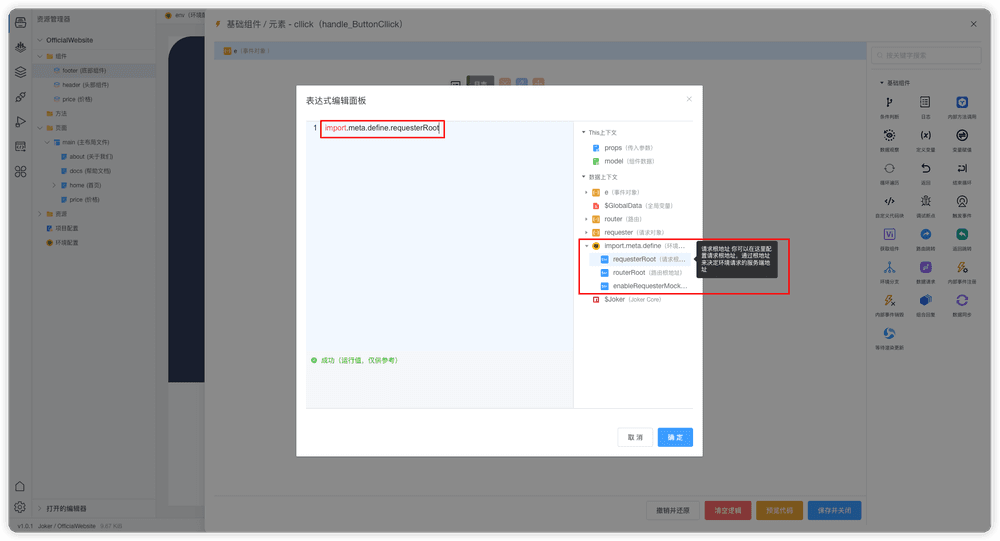 资源管理器
OfficialWebsite
组件
footer (底部组件)
header (头部组件)
price (价格)
方法
页面
main (主布局文件)
about (关于我们)
docs (帮助文档)
home (首页)
price (价格)
资源
项目配置
环境配置
打开的编辑器
v1.0.1 Joker / OfficialWebsite 9.67 KB
env（环境配
基础组件 / 元素 - cllick（handle_ButtonCllick）
e（事件对象）
表达式编辑面板
1 import.meta.define.requesterRoot
成功（运行值，仅供参考）
This上下文
props（传入参数）
model（组件数据）
数据上下文
e（事件对象）
$GlobalData（全局变量）
router（路由）
requester（请求对象）
import.meta.define（环境...
requesterRoot（请求根...
routerRoot（路由根地址）
enableRequesterMock...
$Joker（Joker Core）
请求根地址 你可以在这里配
置请求根地址，通过根地址
来决定环境请求的服务端地
址
取 消
确 定
按关键字搜索
基础组件
条件判断
日志
内部方法调用
数据观察
定义变量
变量赋值
循环遍历
返回
结束循环
自定义代码块
调试断点
触发事件
获取组件
路由跳转
返回跳转
环境分支
数据请求
内部事件注册
内部事件销毁
组合函数
数据同步
等待渲染更新
撤销并还原
清空逻辑
预览代码
保存并关闭